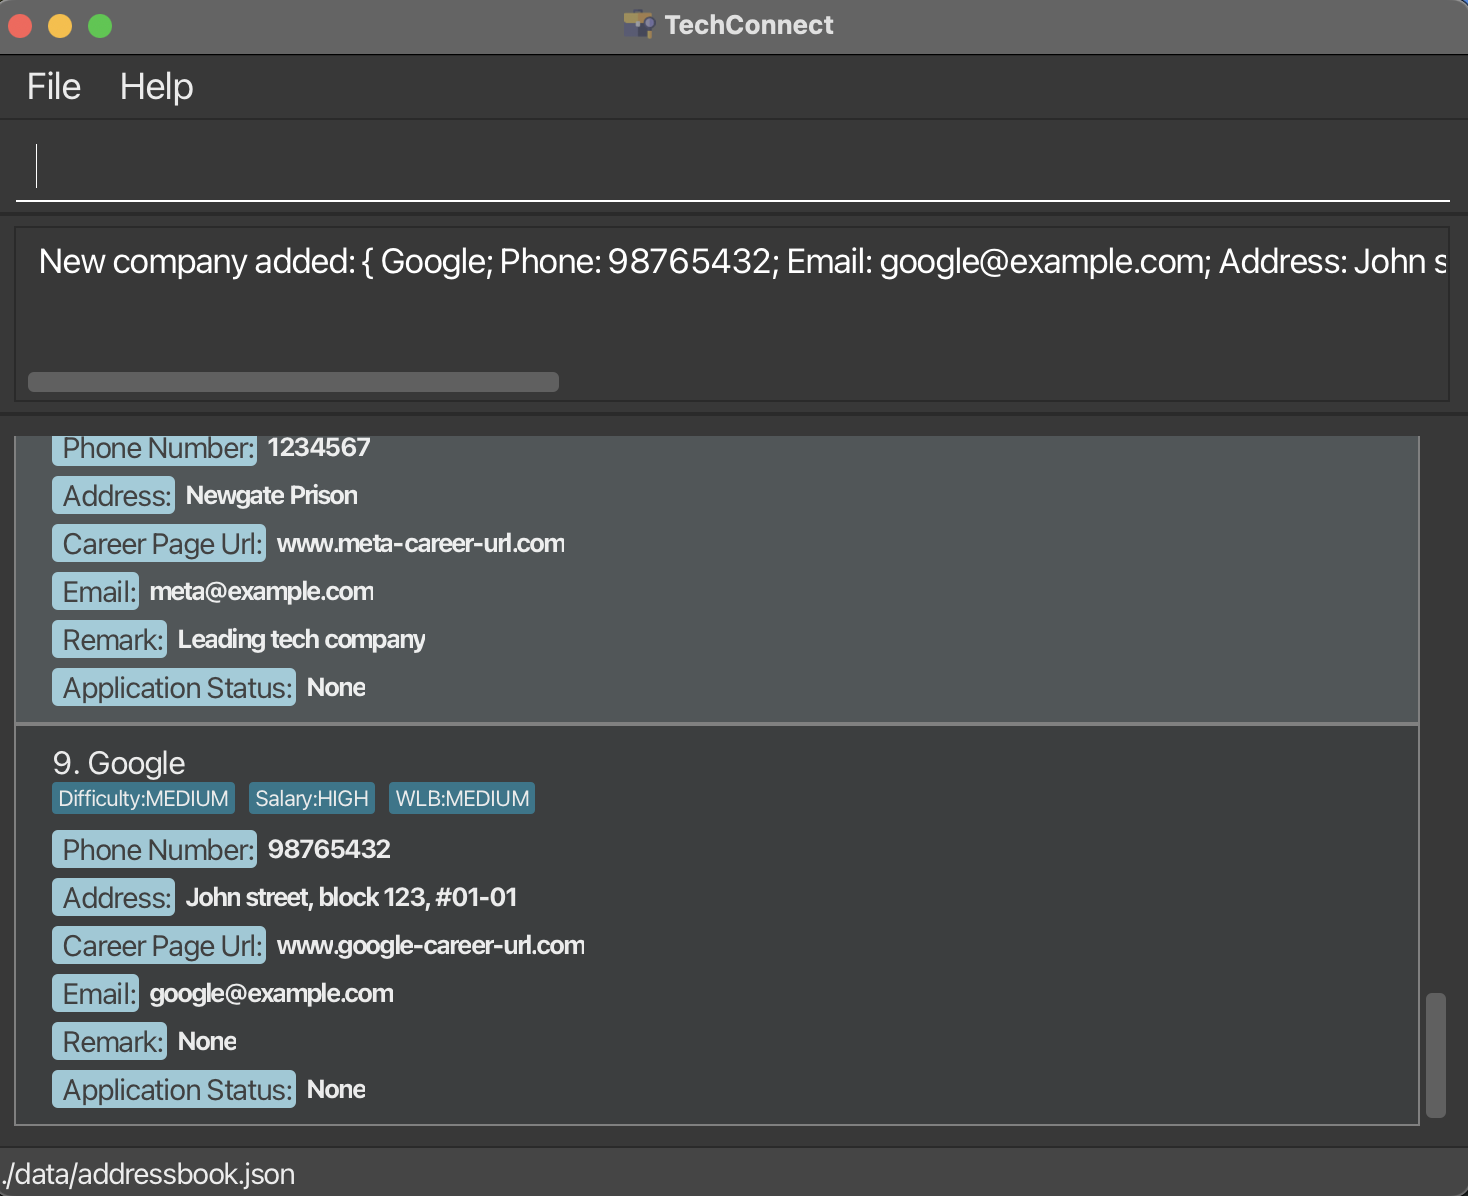 TechConnect
File Help
New company added: { Google; Phone: 98765432; Email: google@example.com; Address: John s
Phone Number: 1234567
Address: Newgate Prison
Career Page Url: www.meta-career-url.com
Email: meta@example.com
Remark: Leading tech company
Application Status: None
9. Google
Difficulty:MEDIUM Salary:HIGH WLB:MEDIUM
Phone Number: 98765432
Address: John street, block 123, #01-01
Career Page Url: www.google-career-url.com
Email: google@example.com
Remark: None
Application Status: None
./data/addressbook.json